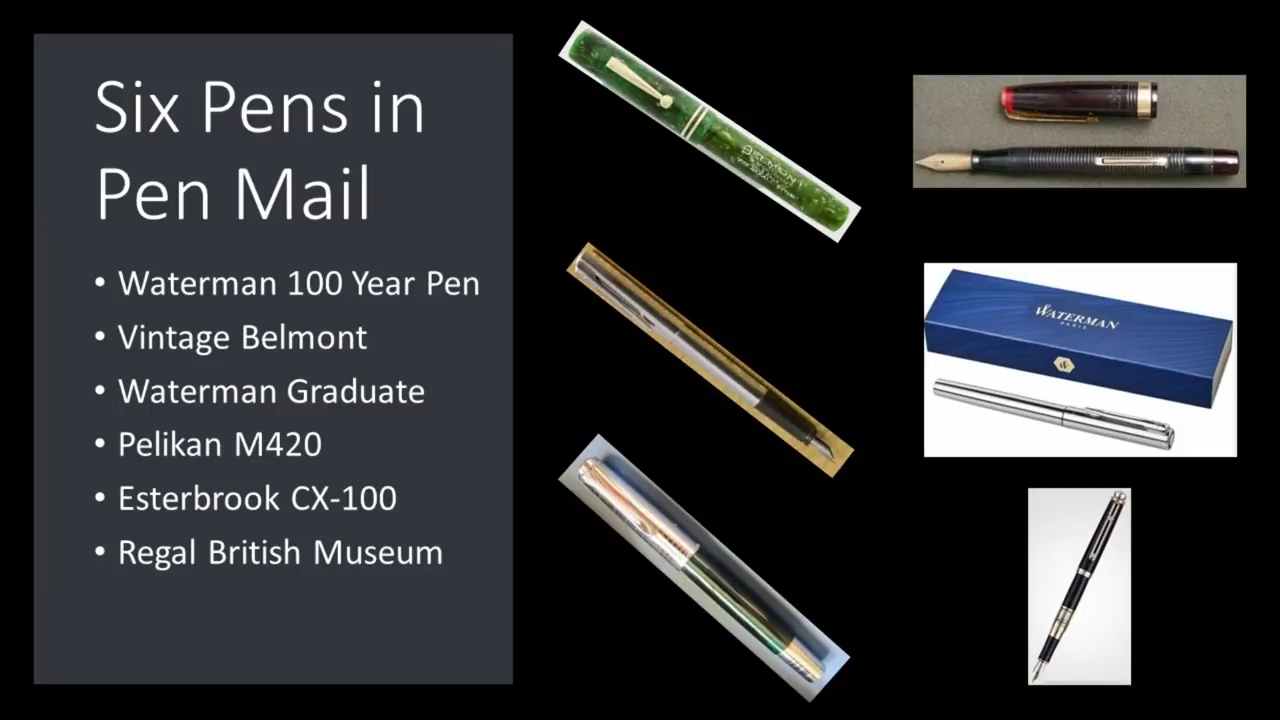 Six Pens in
Pen Mail
• Waterman 100 Year Pen
• Vintage Belmont
• Waterman Graduate
• Pelikan M420
• Esterbrook CX-100
• Regal British Museum
BELMONT
WATERMAN
PARIS